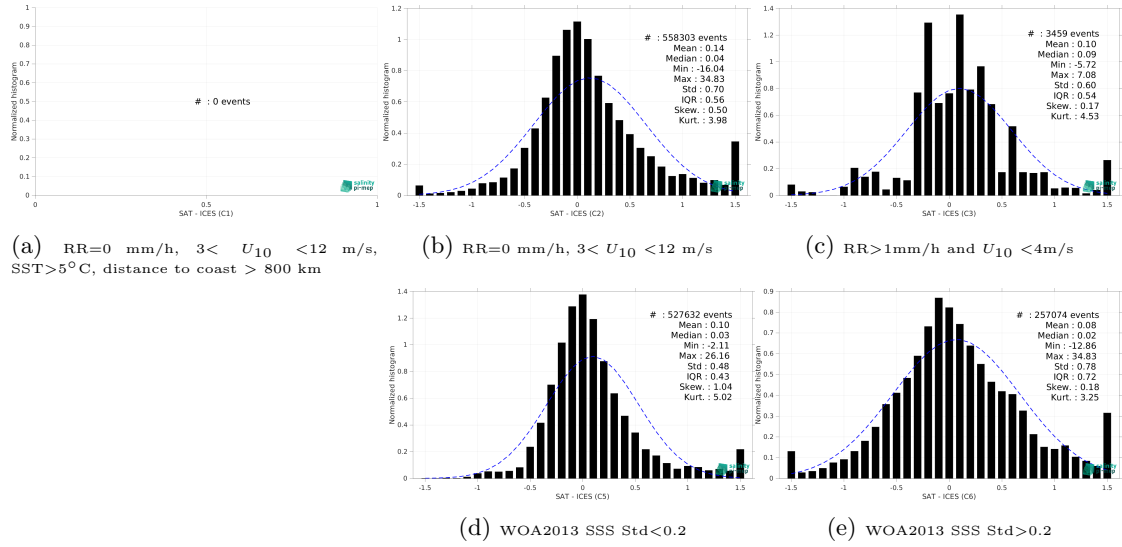 Normalized histogram
1
0.9
0.8
0.7
0.6
0.5
0.4
0.3
0.2
0.1
0
# : 0 events
salinity
pi-mep
0 0.5 1
SAT - ICES (C1)
(a) RR=0 mm/h, 3< U10 <12 m/s,
SST>5°C, distance to coast > 800 km
Normalized histogram
1.2
1
0.8
0.6
0.4
0.2
0
# : 558303 events
Mean : 0.14
Median : 0.04
Min : -16.04
Max : 34.83
Std : 0.70
IQR : 0.56
Skew. : 0.50
Kurt. : 3.98
salinity
pi-mep
-1.5 -1 -0.5 0 0.5 1 1.5
SAT - ICES (C2)
(b) RR=0 mm/h, 3< U10 <12 m/s
Normalized histogram
1.4
1.2
1
0.8
0.6
0.4
0.2
0
# : 3459 events
Mean : 0.10
Median : 0.09
Min : -5.72
Max : 7.08
Std : 0.60
IQR : 0.54
Skew. : 0.17
Kurt. : 4.53
salinity
pi-mep
-1.5 -1 -0.5 0 0.5 1 1.5
SAT - ICES (C3)
(c) RR>1mm/h and U10 <4m/s
Normalized histogram
1.4
1.2
1
0.8
0.6
0.4
0.2
0
# : 527632 events
Mean : 0.10
Median : 0.03
Min : -2.11
Max : 26.16
Std : 0.48
IQR : 0.43
Skew. : 1.04
Kurt. : 5.02
salinity
pi-mep
-1.5 -1 -0.5 0 0.5 1 1.5
SAT - ICES (C5)
(d) WOA2013 SSS Std<0.2
Normalized histogram
0.9
0.8
0.7
0.6
0.5
0.4
0.3
0.2
0.1
0
# : 257074 events
Mean : 0.08
Median : 0.02
Min : -12.86
Max : 34.83
Std : 0.78
IQR : 0.72
Skew. : 0.18
Kurt. : 3.25
salinity
pi-mep
-1.5 -1 -0.5 0 0.5 1 1.5
SAT - ICES (C6)
(e) WOA2013 SSS Std>0.2